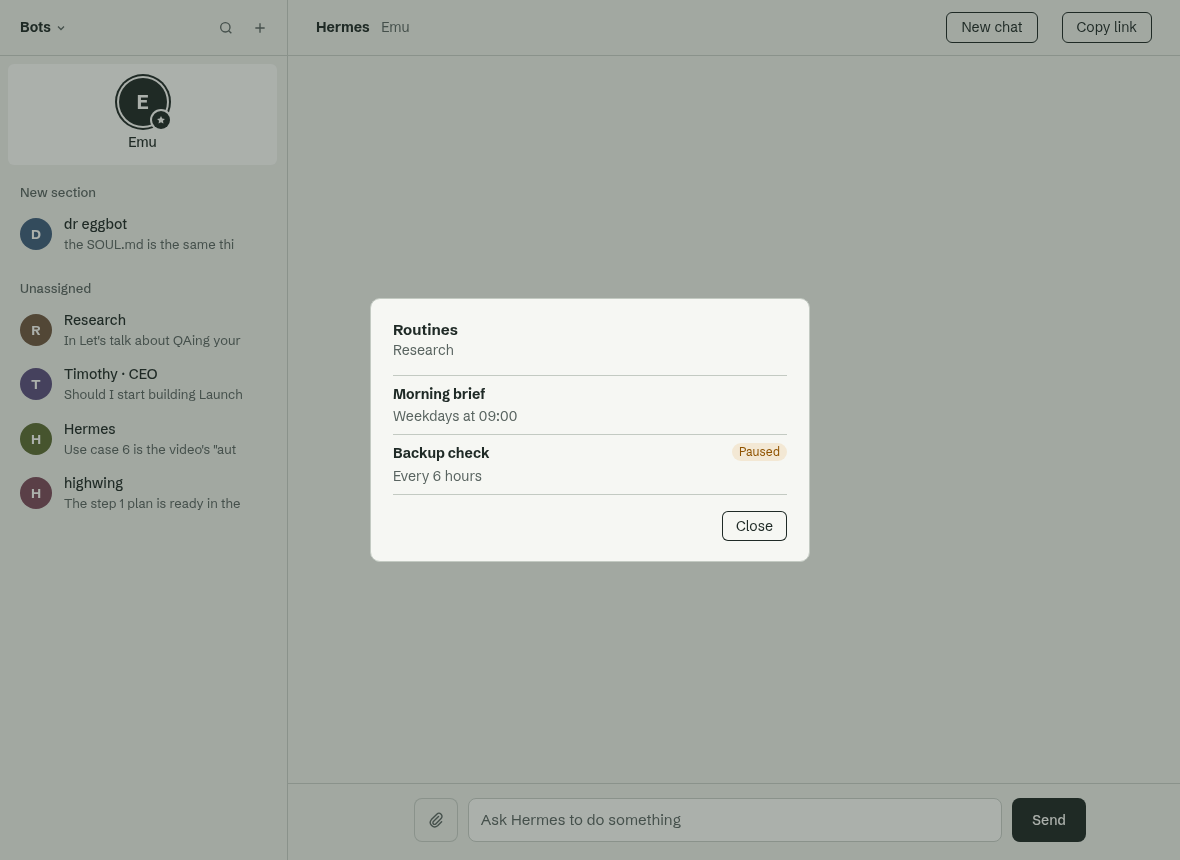 Bots
Hermes Emu
New chat
Copy link
E
Emu
New section
D
dr eggbot
the SOUL.md is the same thi
Unassigned
R
Research
In Let's talk about QAing your
T
Timothy · CEO
Should I start building Launch
H
Hermes
Use case 6 is the video's "aut
H
highwing
The step 1 plan is ready in the
Routines
Research
Morning brief
Weekdays at 09:00
Backup check
Paused
Every 6 hours
Close
Ask Hermes to do something
Send